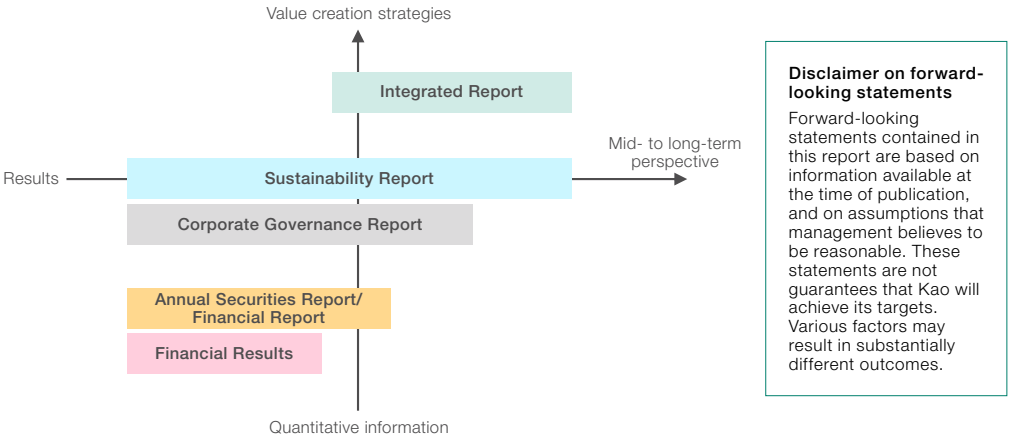 Value creation strategies
Integrated Report
Mid- to long-term
perspective
Results
Sustainability Report
Corporate Governance Report
Annual Securities Report/
Financial Report
Financial Results
Quantitative information
Disclaimer on forward-
looking statements
Forward-looking
statements contained in
this report are based on
information available at
the time of publication,
and on assumptions that
management believes to
be reasonable. These
statements are not
guarantees that Kao will
achieve its targets.
Various factors may
result in substantially
different outcomes.